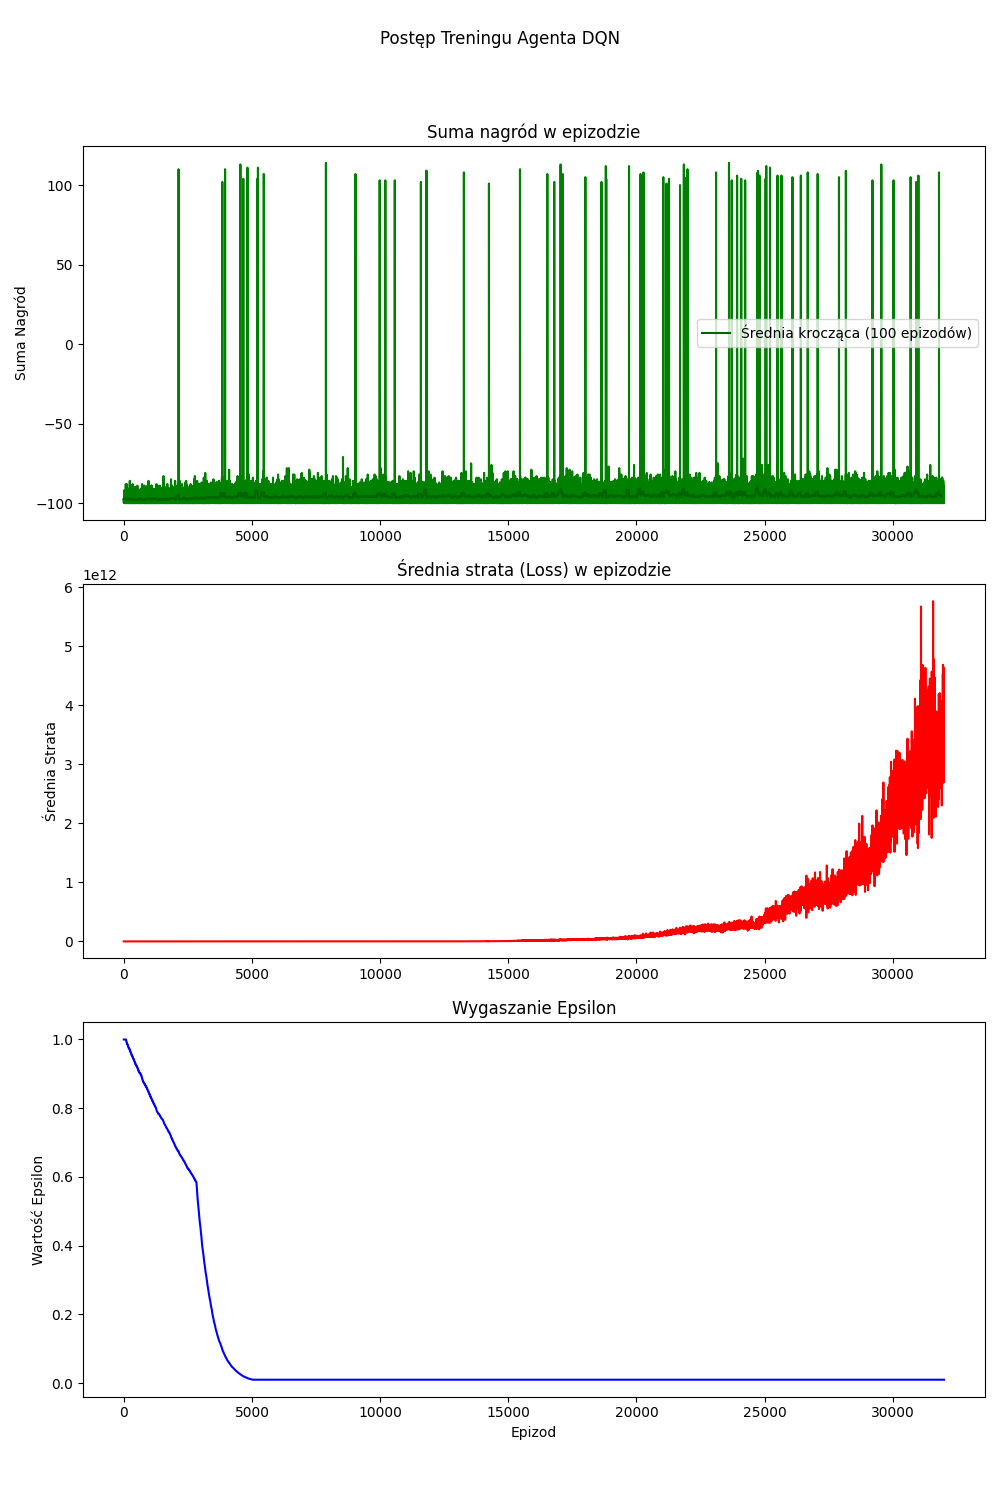 Postęp Treningu Agenta DQN
Suma nagród w epizodzie
Suma Nagród
100
50
0
−50
−100
Średnia krocząca (100 epizodów)
0 5000 10000 15000 20000 25000 30000
Średnia strata (Loss) w epizodzie
1e12
Średnia Strata
6
5
4
3
2
1
0
0 5000 10000 15000 20000 25000 30000
Wygaszanie Epsilon
Wartość Epsilon
1.0
0.8
0.6
0.4
0.2
0.0
0 5000 10000 15000 20000 25000 30000
Epizod